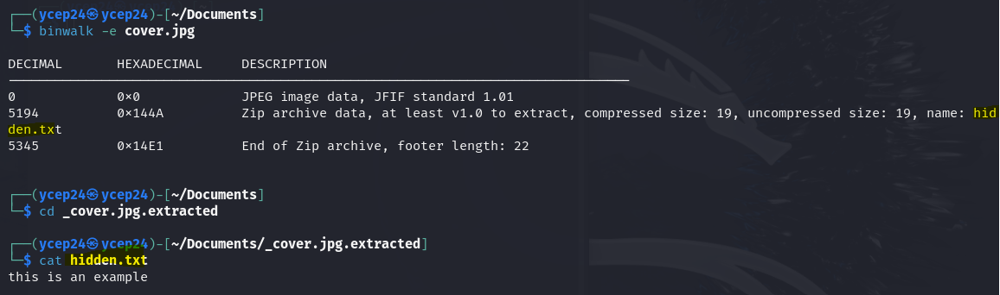 ┌──(ycep24㉿ycep24)-[~/Documents]
└─$ binwalk -e cover.jpg
DECIMAL       HEXADECIMAL     DESCRIPTION
--------------------------------------------------------------------------------
0             0x0             JPEG image data, JFIF standard 1.01
5194          0x144A          Zip archive data, at least v1.0 to extract, compressed size: 19, uncompressed size: 19, name: hid
den.txt
5345          0x14E1          End of Zip archive, footer length: 22
┌──(ycep24㉿ycep24)-[~/Documents]
└─$ cd _cover.jpg.extracted
┌──(ycep24㉿ycep24)-[~/Documents/_cover.jpg.extracted]
└─$ cat hidden.txt
this is an example